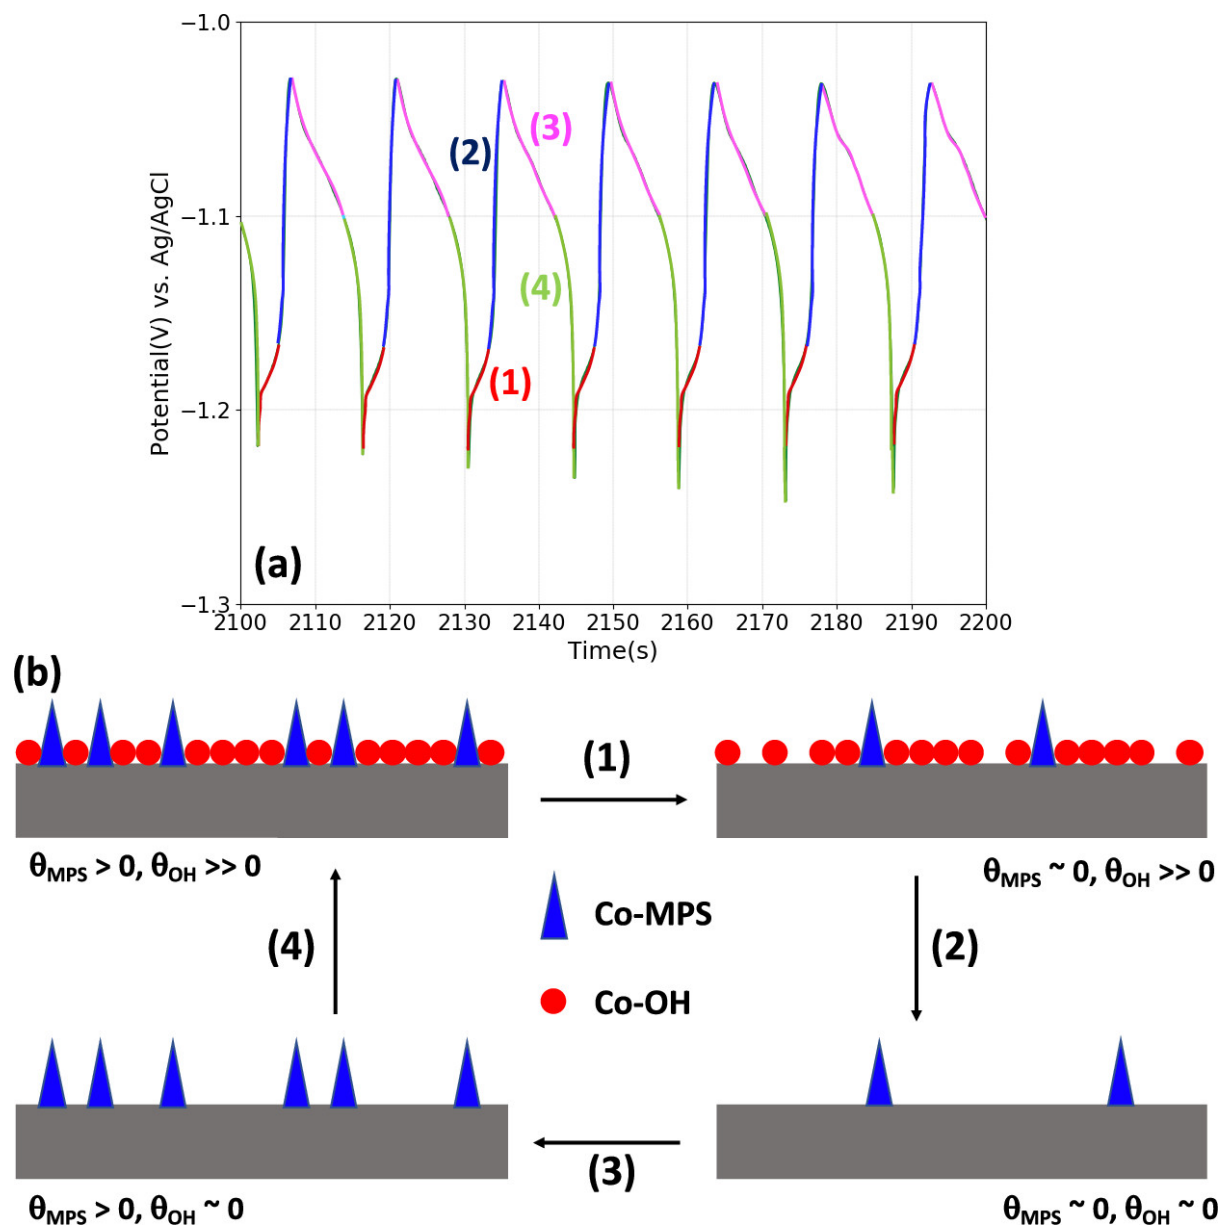 −1.0
−1.1
−1.2
−1.3
Potential(V) vs. Ag/AgCl
(2)
(3)
(4)
(1)
(a)
2100 2110 2120 2130 2140 2150 2160 2170 2180 2190 2200
Time(s)
(b)
(1)
θMPS > 0, θOH >> 0
θMPS ~ 0, θOH >> 0
Co-MPS
(4)
(2)
Co-OH
(3)
θMPS > 0, θOH ~ 0
θMPS ~ 0, θOH ~ 0